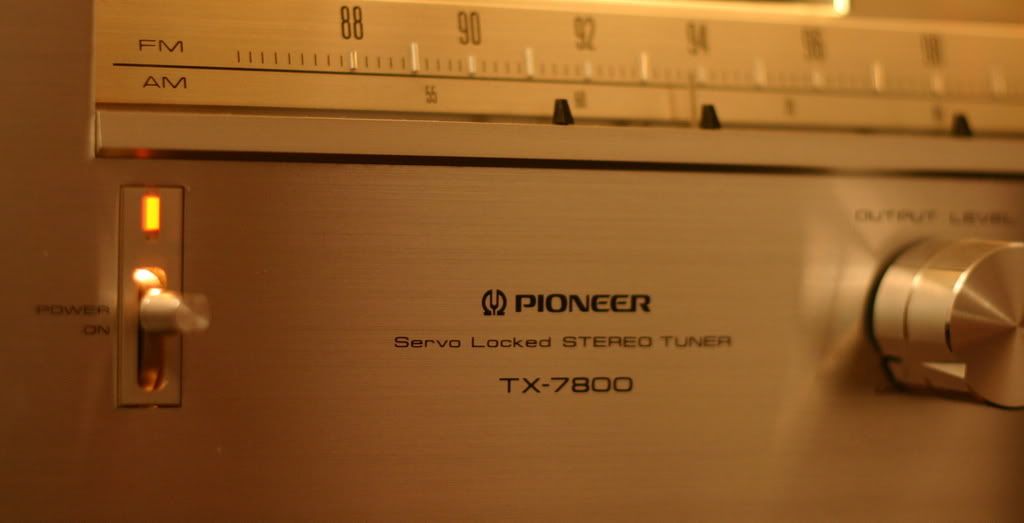 88 90 92 94 96 98
FM
AM
55 60
OUTPUT LEVEL
POWER
ON
PIONEER
Servo Locked STEREO TUNER
TX-7800